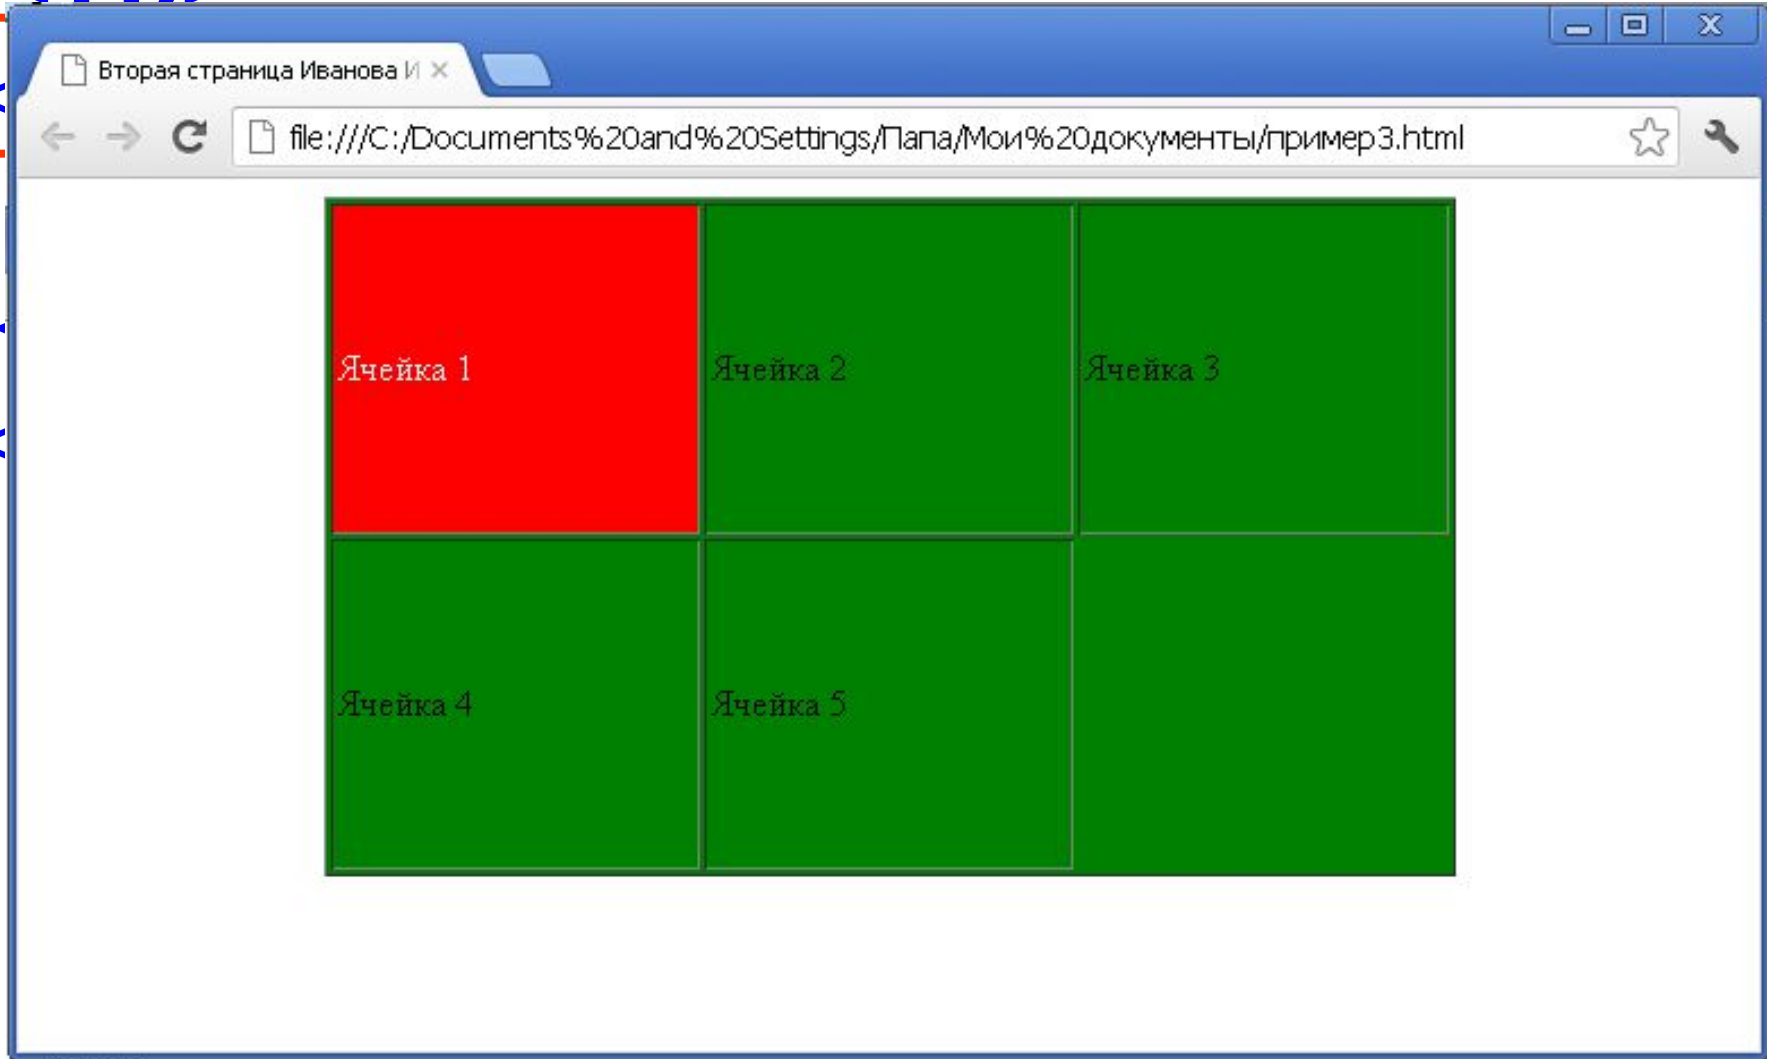 Вторая страница Иванова И
file:///C:/Documents%20and%20Settings/Папа/Мои%20документы/пример3.html
Ячейка 1 Ячейка 2 Ячейка 3
Ячейка 4 Ячейка 5